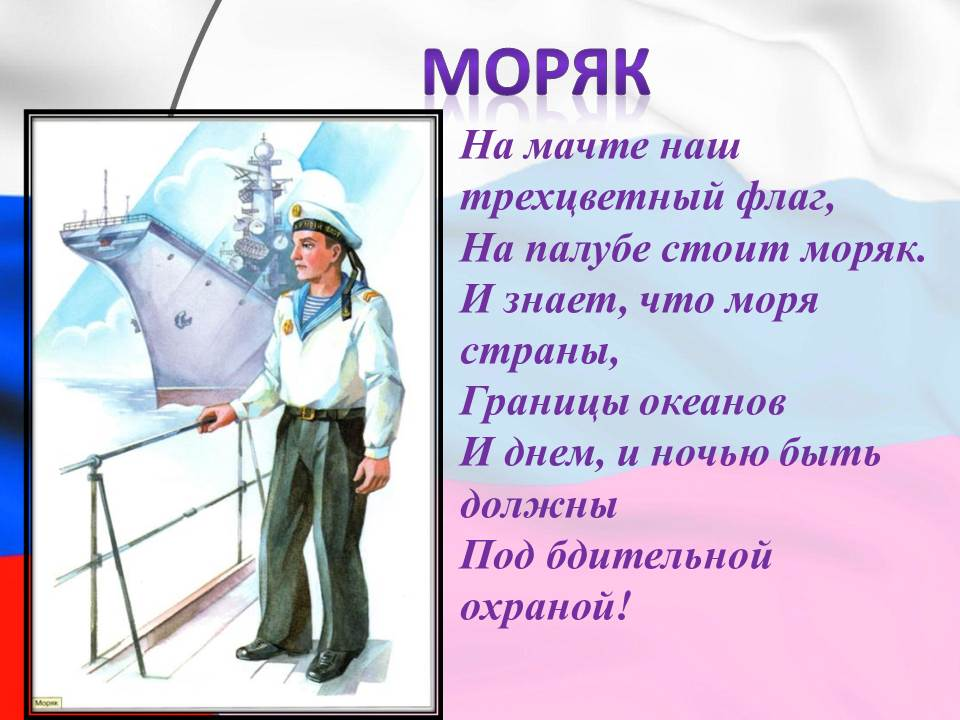 МОРЯК
На мачте наш
трехцветный флаг,
На палубе стоит моряк.
И знает, что моря
страны,
Границы океанов
И днем, и ночью быть
должны
Под бдительной
охраной!
Моряк